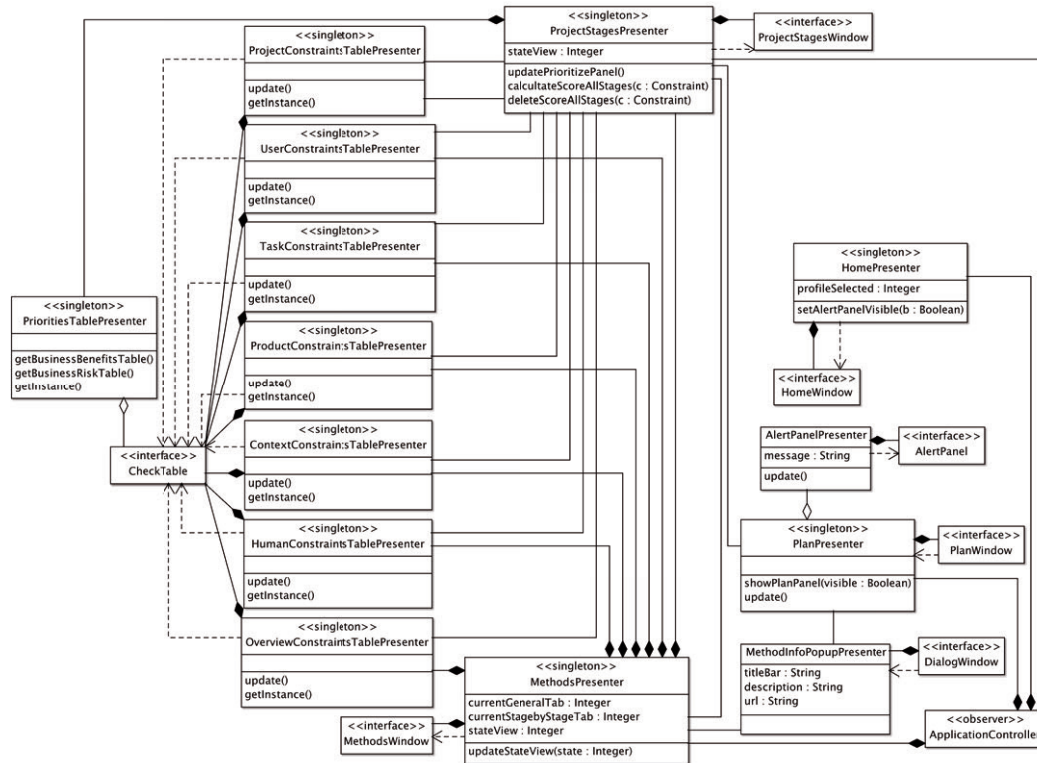 <<singleton>>
ProjectStagesPresenter
stateView : Integer
updatePrioritizePanel()
calcultateScoreAllStages(c : Constraint)
deleteScoreAllStages(c : Constraint)
<<interface>>
ProjectStagesWindow
<<singleton>>
ProjectConstraintsTablePresenter
update()
getInstance()
<<singleton>>
UserConstraintsTablePresenter
update()
getInstance()
<<singleton>>
TaskConstraintsTablePresenter
update()
getInstance()
<<singleton>>
ProductConstraintsTablePresenter
update()
getInstance()
<<singleton>>
ContextConstraintsTablePresenter
update()
getInstance()
<<singleton>>
HumanConstraintsTablePresenter
update()
getInstance()
<<singleton>>
OverviewConstraintsTablePresenter
update()
getInstance()
<<singleton>>
PrioritiesTablePresenter
getBusinessBenefitsTable()
getBusinessRiskTable()
getInstance()
<<interface>>
CheckTable
<<singleton>>
HomePresenter
profileSelected : Integer
setAlertPanelVisible(b : Boolean)
<<interface>>
HomeWindow
AlertPanelPresenter
message : String
update()
<<interface>>
AlertPanel
<<singleton>>
PlanPresenter
showPlanPanel(visible : Boolean)
update()
<<interface>>
PlanWindow
MethodInfoPopupPresenter
titleBar : String
description : String
url : String
<<interface>>
DialogWindow
<<singleton>>
MethodsPresenter
currentGeneralTab : Integer
currentStagebyStageTab : Integer
stateView : Integer
updateStateView(state : Integer)
<<interface>>
MethodsWindow
<<observer>>
ApplicationController